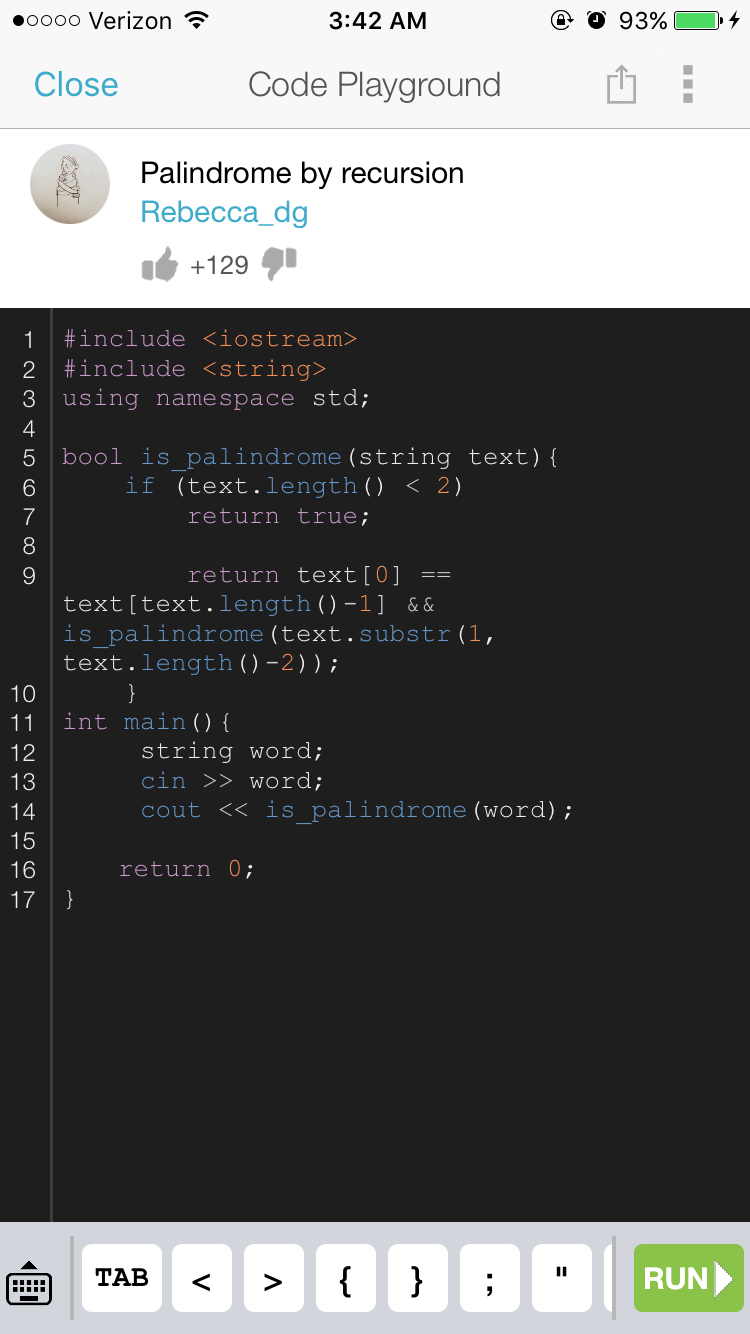 Verizon 3:42 AM 93%
Close Code Playground
Palindrome by recursion
Rebecca_dg
+129
1 #include <iostream>
2 #include <string>
3 using namespace std;
4
5 bool is_palindrome(string text){
6 if (text.length() < 2)
7 return true;
8
9 return text[0] ==
text[text.length()-1] &&
is_palindrome(text.substr(1,
text.length()-2));
10 }
11 int main(){
12 string word;
13 cin >> word;
14 cout << is_palindrome(word);
15
16 return 0;
17 }
TAB < > { } ; " RUN